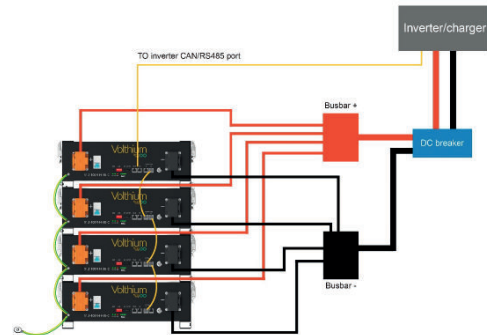 Inverter/charger
TO inverter CAN/RS485 port
Busbar +
DC breaker
Volthium
Volthium
Volthium
Volthium
Busbar -